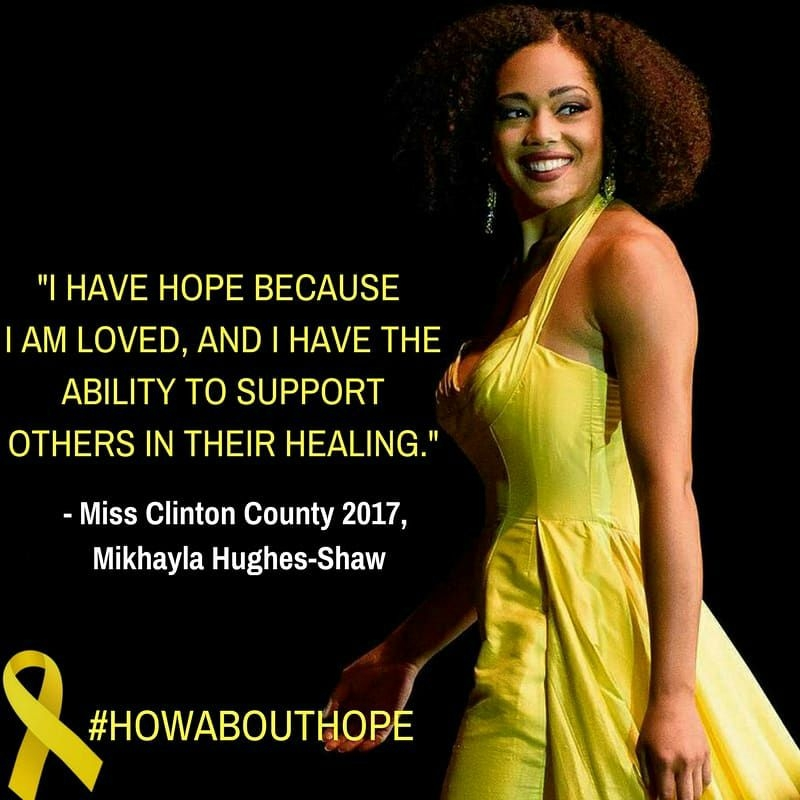 "I HAVE HOPE BECAUSE
I AM LOVED, AND I HAVE THE
ABILITY TO SUPPORT
OTHERS IN THEIR HEALING."
- Miss Clinton County 2017,
Mikhayla Hughes-Shaw
#HOWABOUTHOPE